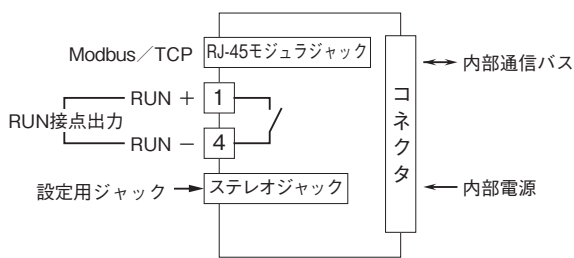 Modbus／TCP
RJ-45モジュラジャック
内部通信バス
RUN ＋
1
RUN接点出力
コネクタ
RUN －
4
設定用ジャック
ステレオジャック
内部電源